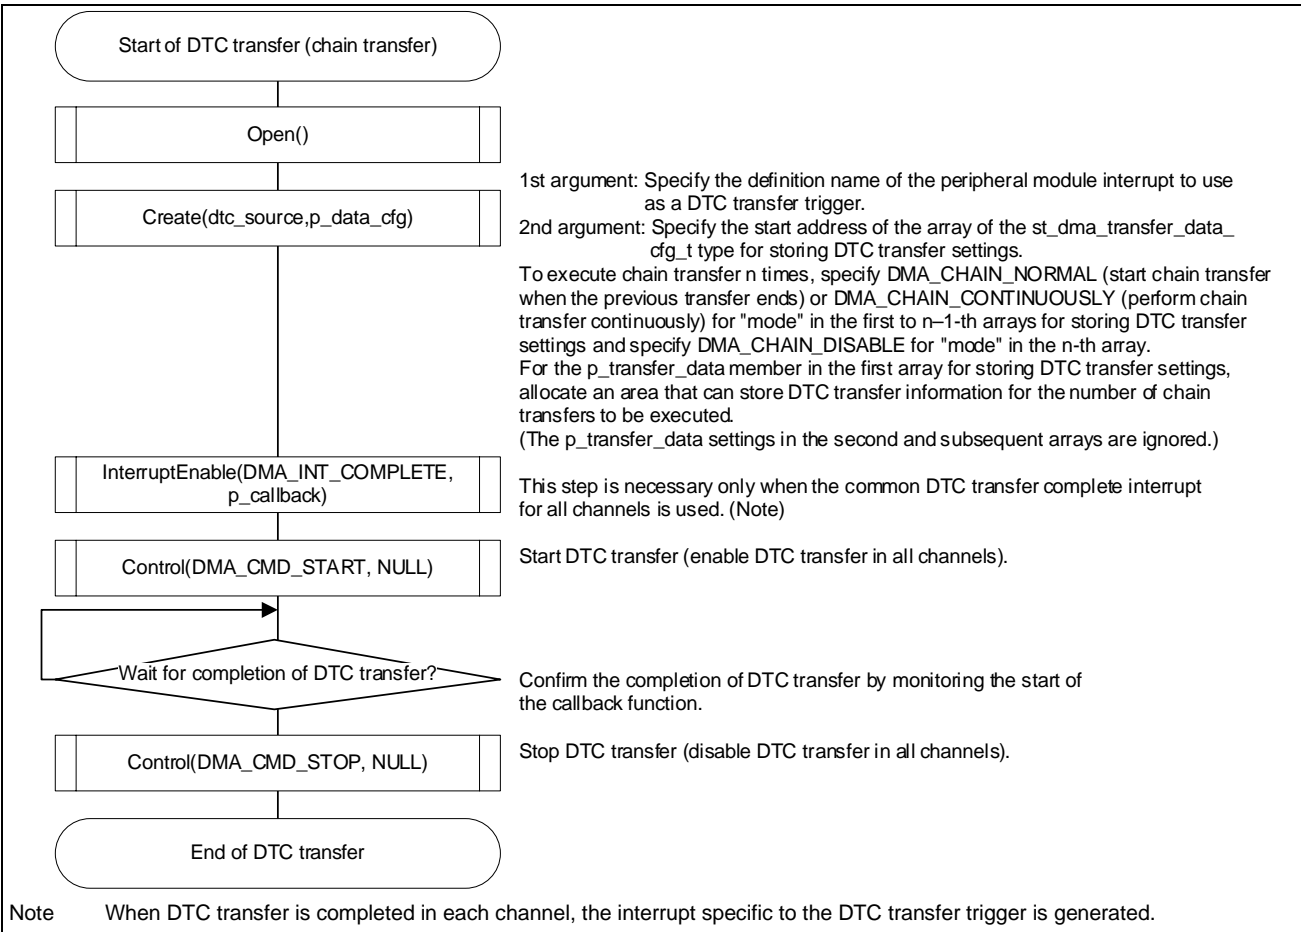 Start of DTC transfer (chain transfer)
Open()
Create(dtc_source,p_data_cfg)
1st argument: Specify the definition name of the peripheral module interrupt to use
as a DTC transfer trigger.
2nd argument: Specify the start address of the array of the st_dma_transfer_data_
cfg_t type for storing DTC transfer settings.
To execute chain transfer n times, specify DMA_CHAIN_NORMAL (start chain transfer
when the previous transfer ends) or DMA_CHAIN_CONTINUOUSLY (perform chain
transfer continuously) for "mode" in the first to n–1-th arrays for storing DTC transfer
settings and specify DMA_CHAIN_DISABLE for "mode" in the n-th array.
For the p_transfer_data member in the first array for storing DTC transfer settings,
allocate an area that can store DTC transfer information for the number of chain
transfers to be executed.
(The p_transfer_data settings in the second and subsequent arrays are ignored.)
InterruptEnable(DMA_INT_COMPLETE,
p_callback)
This step is necessary only when the common DTC transfer complete interrupt
for all channels is used. (Note)
Control(DMA_CMD_START, NULL)
Start DTC transfer (enable DTC transfer in all channels).
Wait for completion of DTC transfer?
Confirm the completion of DTC transfer by monitoring the start of
the callback function.
Control(DMA_CMD_STOP, NULL)
Stop DTC transfer (disable DTC transfer in all channels).
End of DTC transfer
Note When DTC transfer is completed in each channel, the interrupt specific to the DTC transfer trigger is generated.